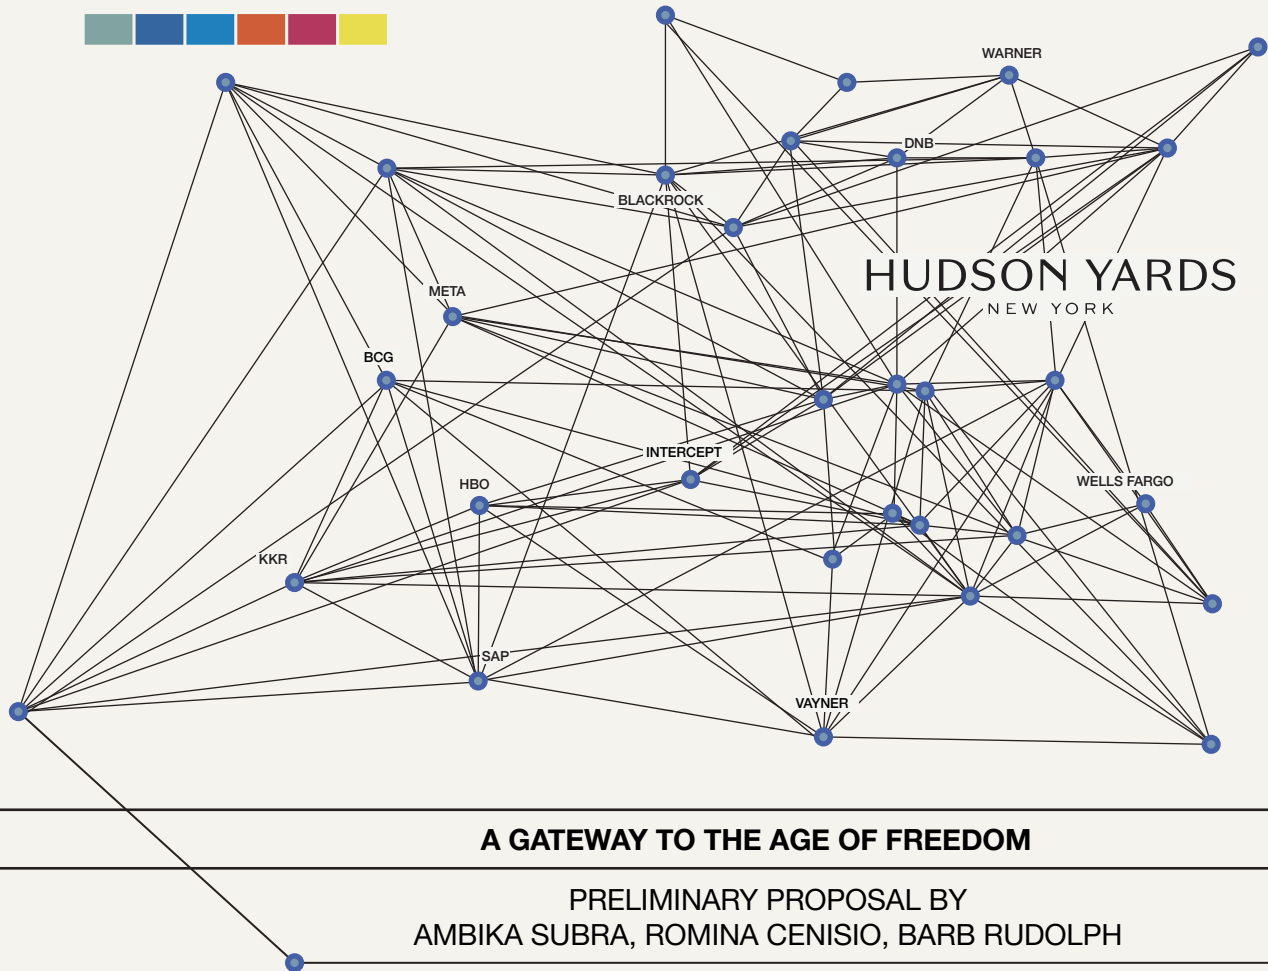 WARNER
DNB
BLACKROCK
HUDSON YARDS
NEW YORK
META
BCG
INTERCEPT
HBO
WELLS FARGO
KKR
SAP
VAYNER
A GATEWAY TO THE AGE OF FREEDOM
PRELIMINARY PROPOSAL BY
AMBIKA SUBRA, ROMINA CENISIO, BARB RUDOLPH